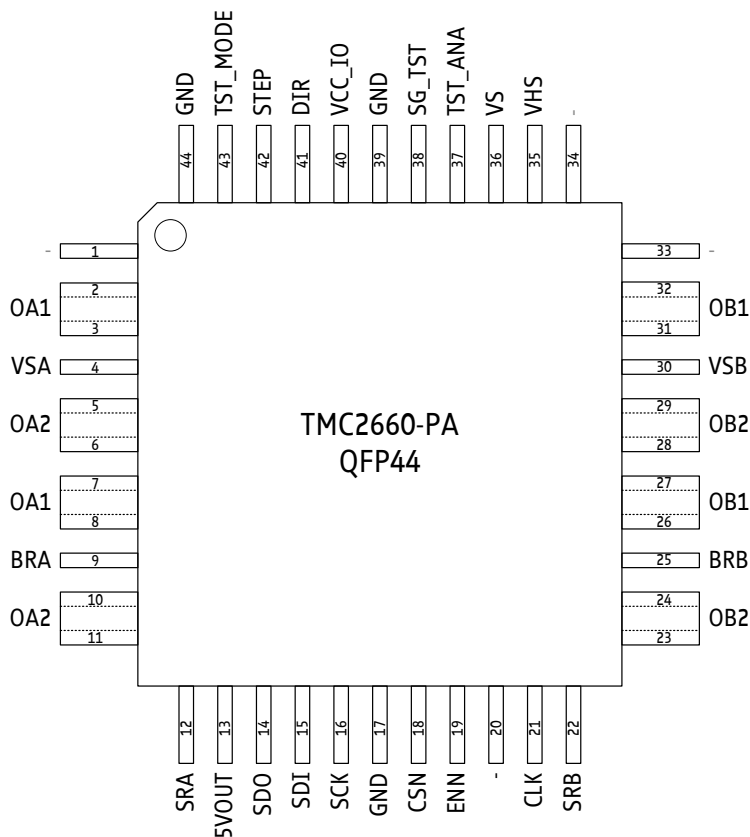 GND
TST_MODE
STEP
DIR
VCC_IO
GND
SG_TST
TST_ANA
VS
VHS
-
44
43
42
41
40
39
38
37
36
35
34
-
1
33
-
OA1
2
3
32
31
OB1
VSA
4
30
VSB
OA2
5
6
29
28
OB2
TMC2660-PA
QFP44
OA1
7
8
27
26
OB1
BRA
9
25
BRB
OA2
10
11
24
23
OB2
12
13
14
15
16
17
18
19
20
21
22
SRA
5VOUT
SDO
SDI
SCK
GND
CSN
ENN
-
CLK
SRB